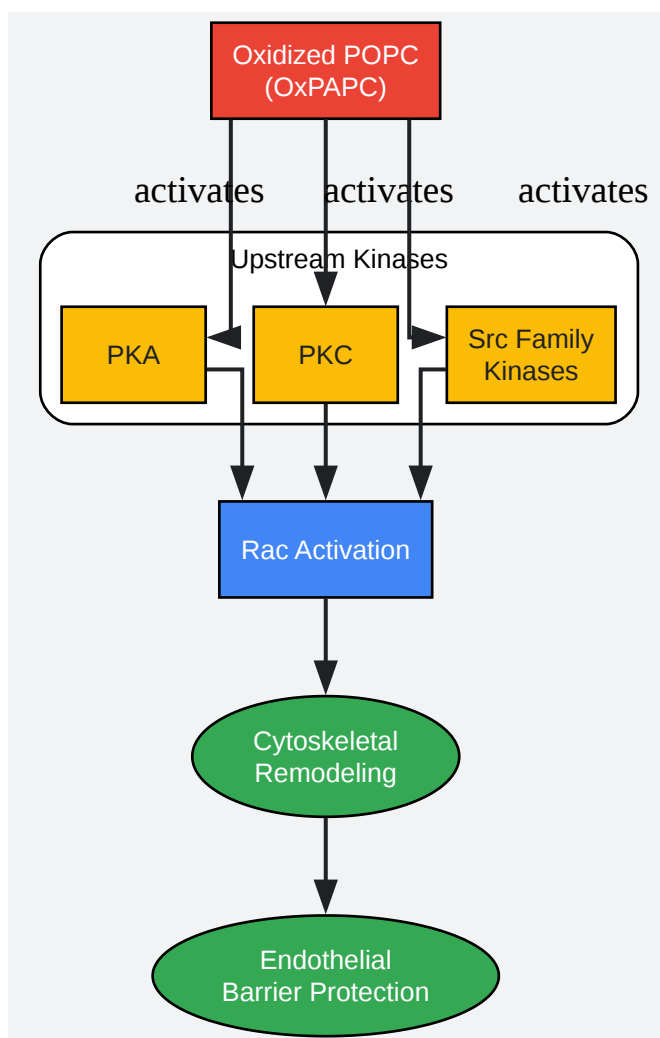 Oxidized POPC
(OxPAPC)
activates activates activates
Upstream Kinases
PKA
PKC
Src Family
Kinases
Rac Activation
Cytoskeletal
Remodeling
Endothelial
Barrier Protection